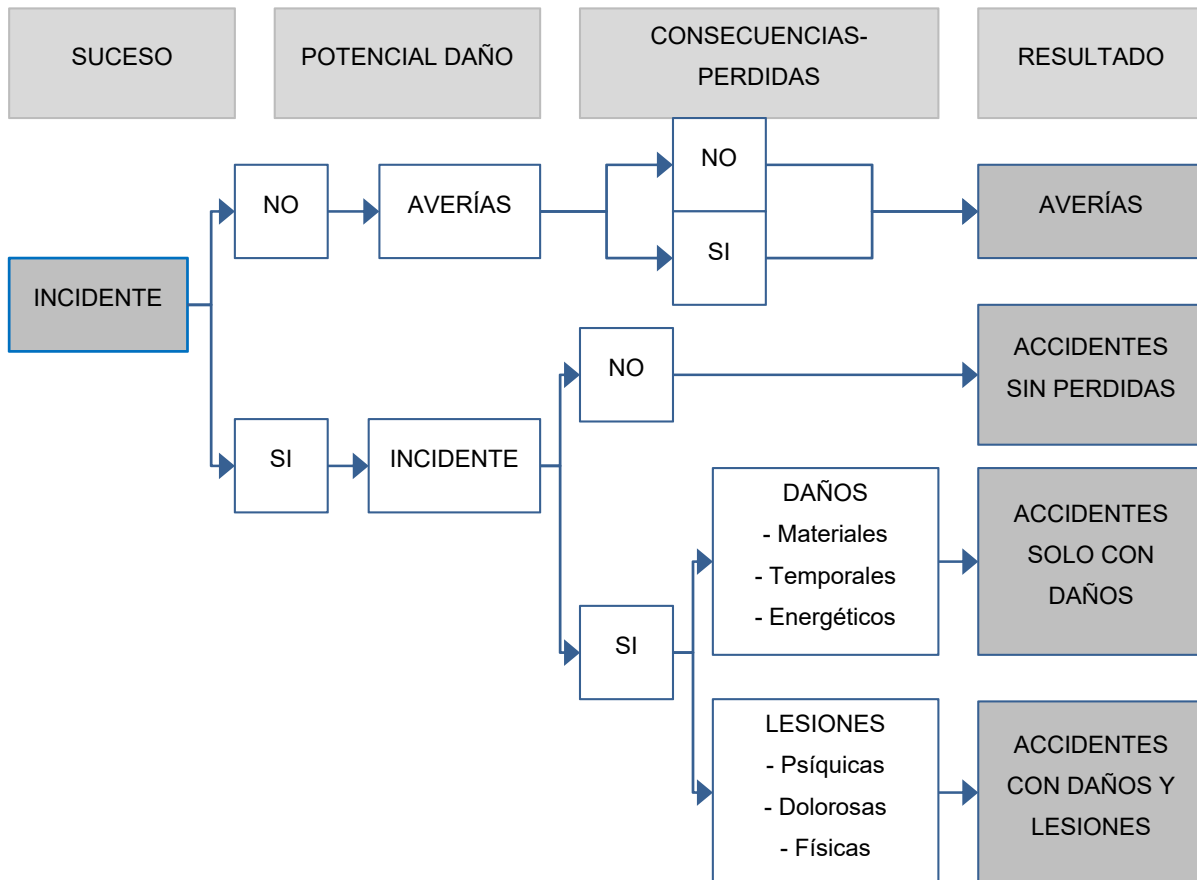 SUCESO
POTENCIAL DAÑO
CONSECUENCIAS-
PERDIDAS
RESULTADO
NO
AVERÍAS
NO
SI
AVERÍAS
INCIDENTE
SI
INCIDENTE
NO
ACCIDENTES
SIN PERDIDAS
SI
DAÑOS
- Materiales
- Temporales
- Energéticos
ACCIDENTES
SOLO CON
DAÑOS
LESIONES
- Psíquicas
- Dolorosas
- Físicas
ACCIDENTES
CON DAÑOS Y
LESIONES